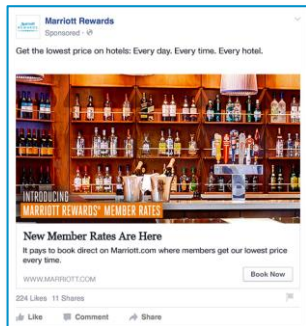 Marriott Rewards
Sponsored ·
Get the lowest price on hotels: Every day. Every time. Every hotel.
INTRODUCING
MARRIOTT REWARDS® MEMBER RATES
New Member Rates Are Here
It pays to book direct on Marriott.com where members get our lowest price
every time.
WWW.MARRIOTT.COM
Book Now
224 Likes 11 Shares
Like Comment Share